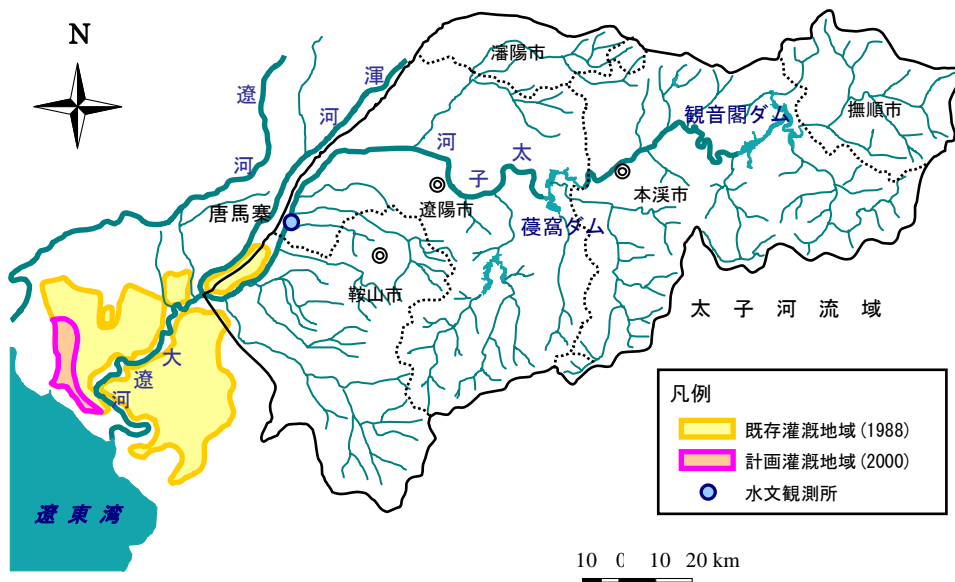 N
瀋陽市
渾河
遼河
観音閣ダム
撫順市
太子河
唐馬寨
遼陽市
本渓市
葠窩ダム
鞍山市
太子河流域
大遼河
凡例
既存灌漑地域(1988)
計画灌漑地域(2000)
水文観測所
遼東湾
10 0 10 20 km